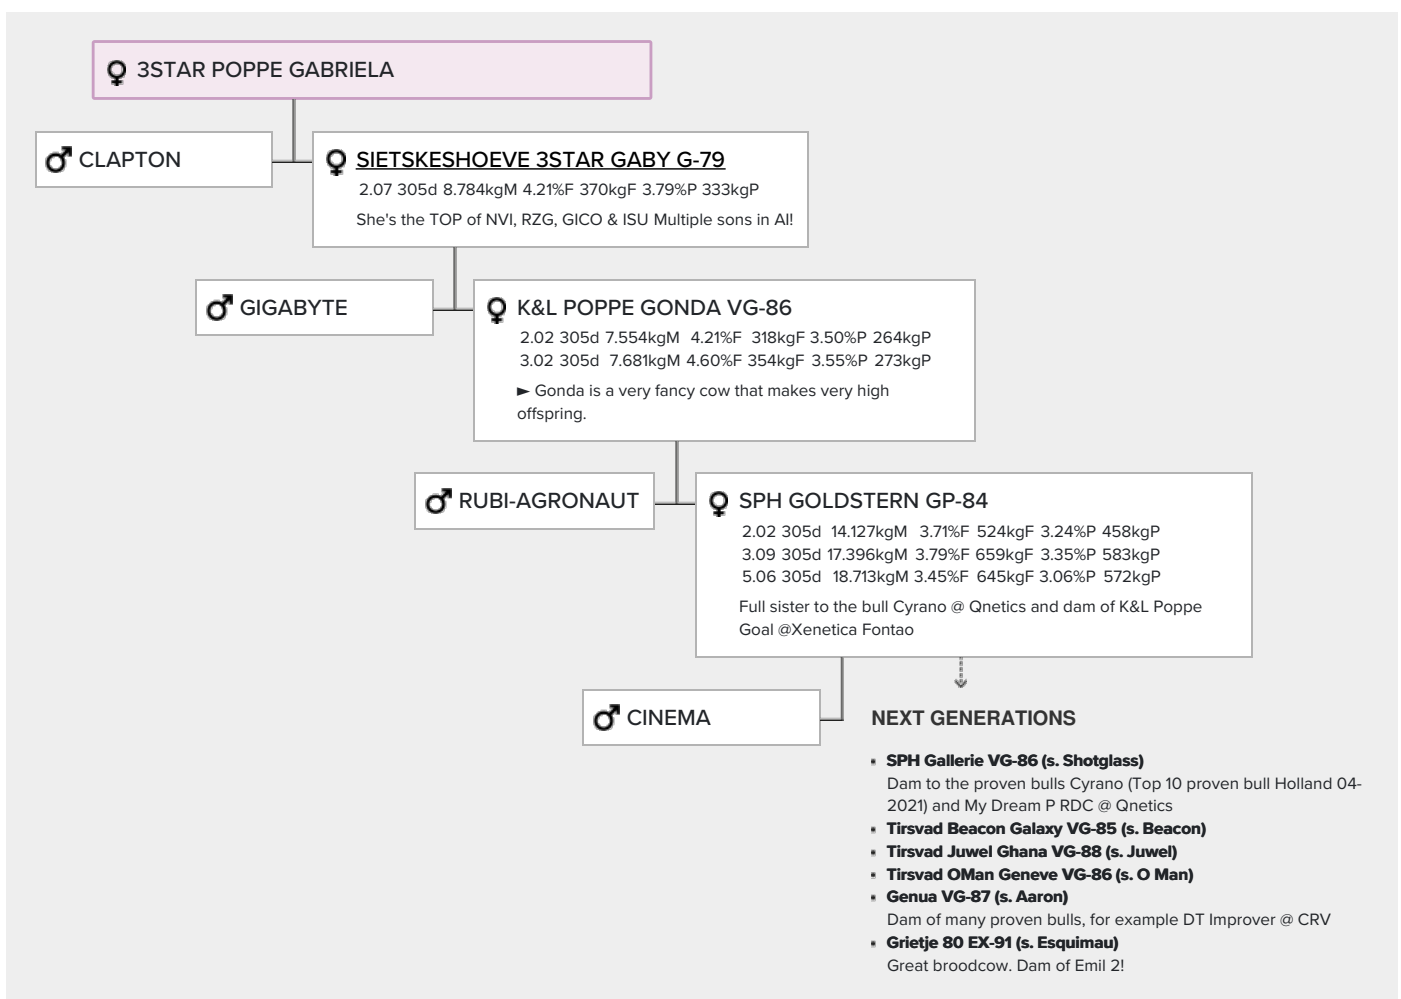 3STAR POPPE GABRIELA
CLAPTON
SIETSKESHOEVE 3STAR GABY G-79
2.07 305d 8.784kgM 4.21%F 370kgF 3.79%P 333kgP
She's the TOP of NVI, RZG, GICO & ISU Multiple sons in AI!
GIGABYTE
K&L POPPE GONDA VG-86
2.02 305d 7.554kgM 4.21%F 318kgF 3.50%P 264kgP
3.02 305d 7.681kgM 4.60%F 354kgF 3.55%P 273kgP
► Gonda is a very fancy cow that makes very high
offspring.
RUBI-AGRONAUT
SPH GOLDSTERN GP-84
2.02 305d 14.127kgM 3.71%F 524kgF 3.24%P 458kgP
3.09 305d 17.396kgM 3.79%F 659kgF 3.35%P 583kgP
5.06 305d 18.713kgM 3.45%F 645kgF 3.06%P 572kgP
Full sister to the bull Cyrano @ Qnetics and dam of K&L Poppe
Goal @Xenetica Fontao
CINEMA
NEXT GENERATIONS
▪ SPH Gallerie VG-86 (s. Shotglass)
Dam to the proven bulls Cyrano (Top 10 proven bull Holland 04-
2021) and My Dream P RDC @ Qnetics
▪ Tirsvad Beacon Galaxy VG-85 (s. Beacon)
▪ Tirsvad Juwel Ghana VG-88 (s. Juwel)
▪ Tirsvad OMan Geneve VG-86 (s. O Man)
▪ Genua VG-87 (s. Aaron)
Dam of many proven bulls, for example DT Improver @ CRV
▪ Grietje 80 EX-91 (s. Esquimau)
Great broodcow. Dam of Emil 2!